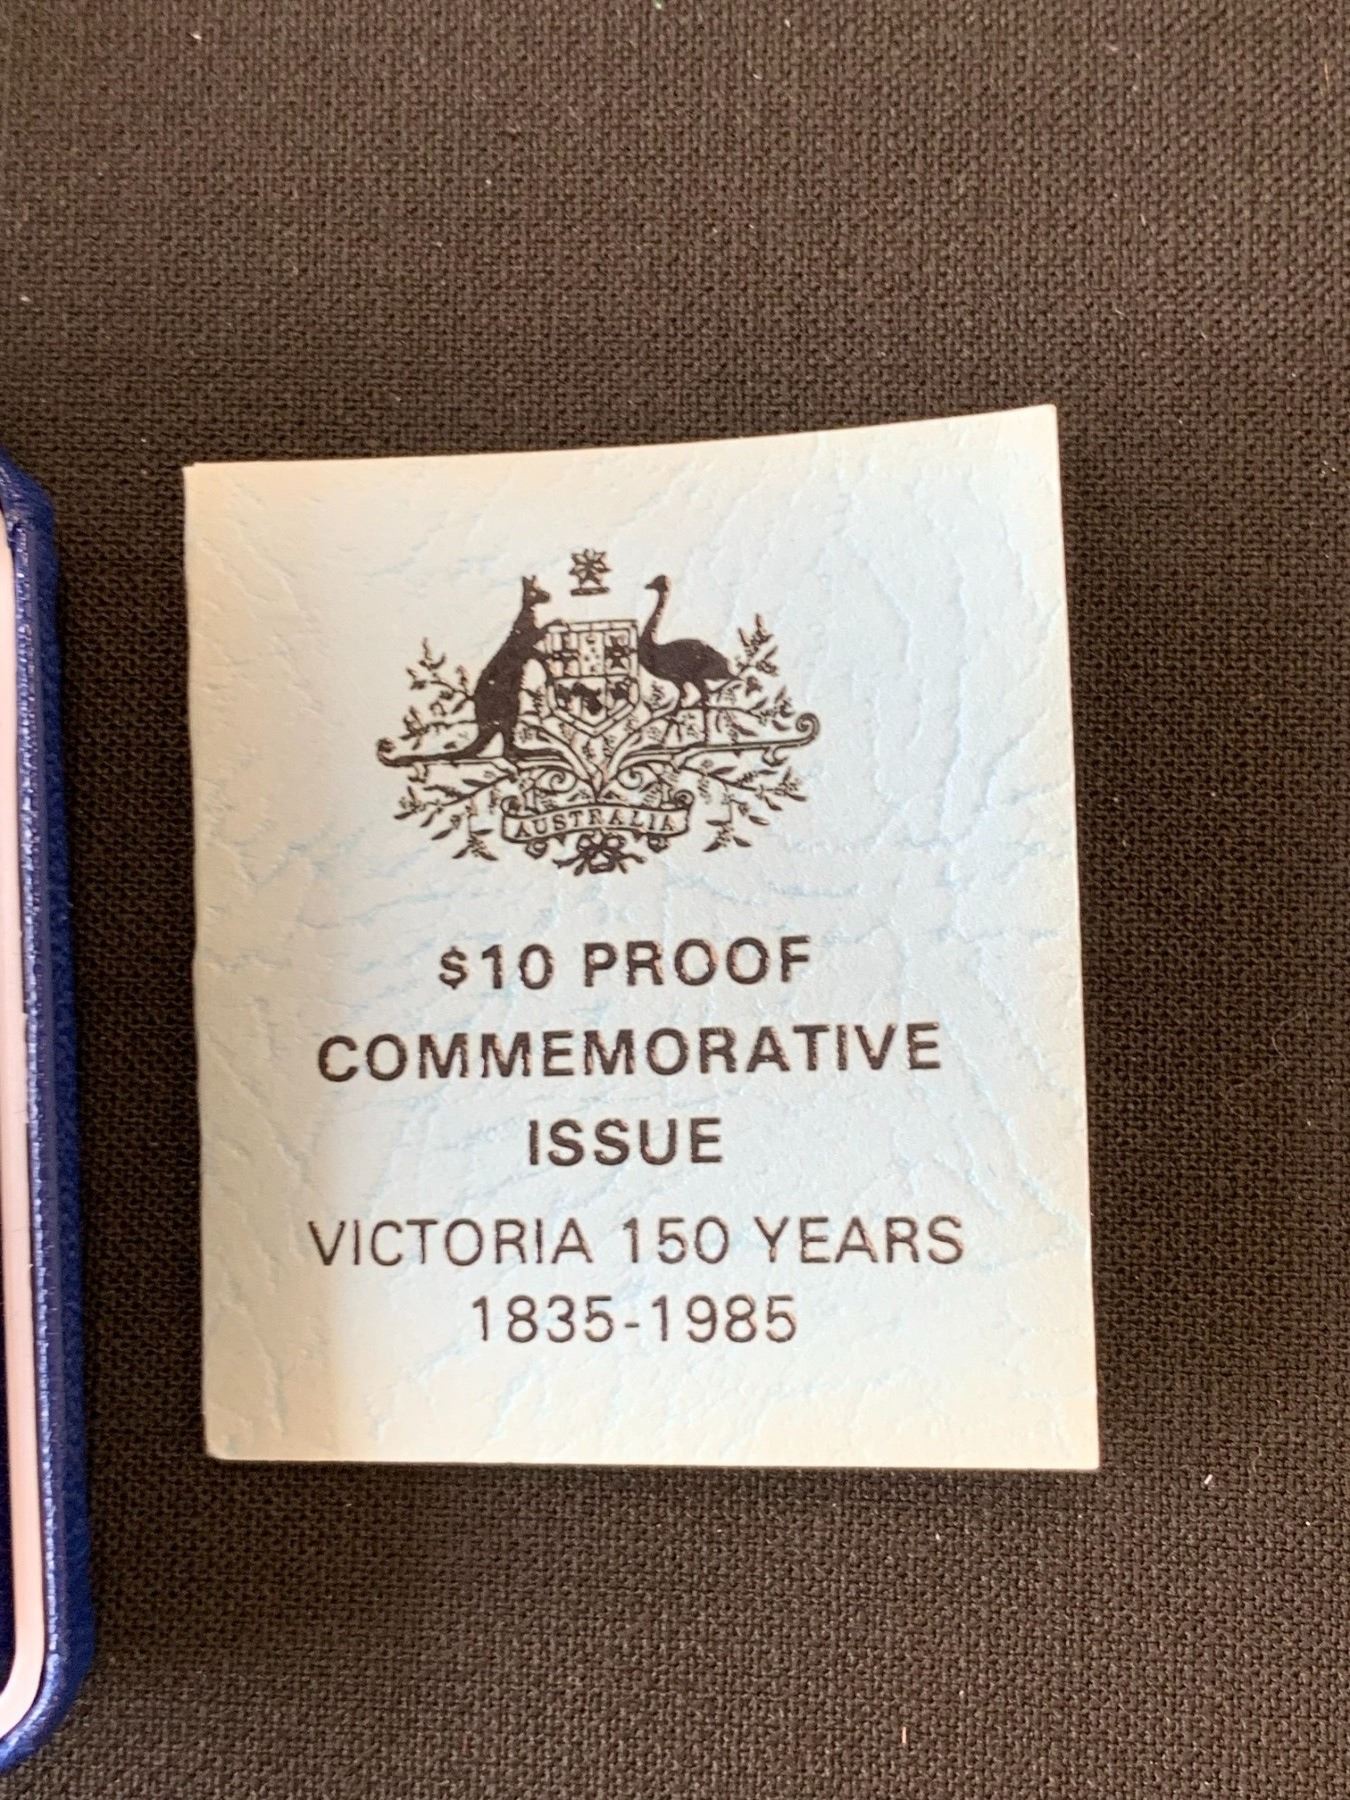 AUSTRALIA
$10 PROOF
COMMEMORATIVE
ISSUE
VICTORIA 150 YEARS
1835-1985